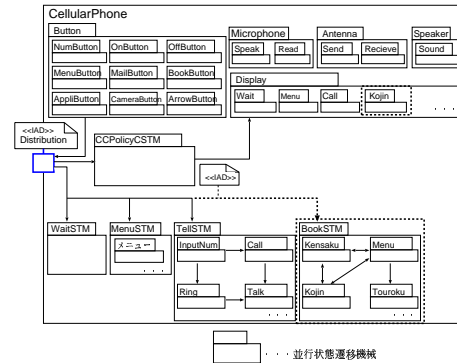 CellularPhone
Button
NumButton OnButton OffButton
MenuButton MailButton BookButton
AppliButton CameraButton ArrowButton
Microphone
Speak Read
Antenna
Send Recieve
Speaker
Sound
Display
Wait Menu Call Kojin
. . .
<<IAD>>
Distribution
CCPolicyCSTM
<<IAD>>
WaitSTM
MenuSTM
メニュー
. . .
TellSTM
InputNum Call
Ring Talk
. . .
BookSTM
Kensaku Menu
Kojin Touroku
. . .
・・・並行状態遷移機械